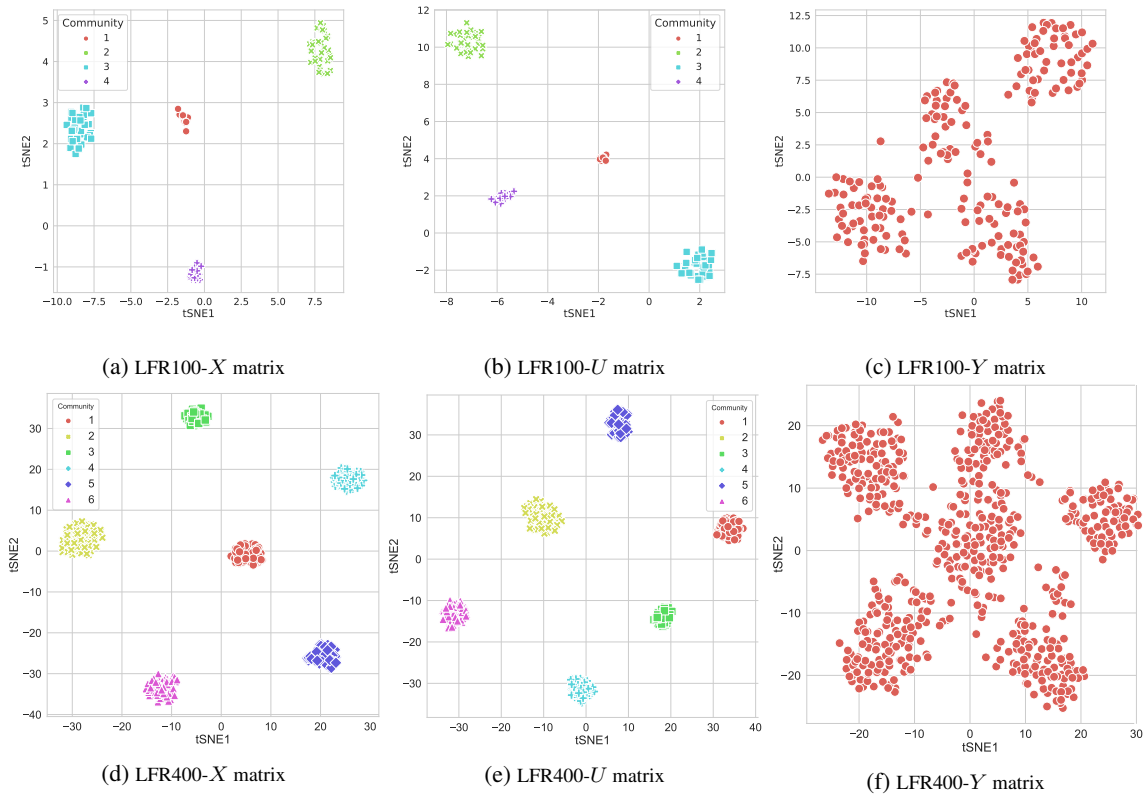 Community
1
2
3
4
5
4
3
2
1
0
−1
−10.0 −7.5 −5.0 −2.5 0.0 2.5 5.0 7.5
tSNE1
tSNE2
(a) LFR100-X matrix
Community
1
2
3
4
12
10
8
6
4
2
0
−2
−8 −6 −4 −2 0 2
tSNE1
tSNE2
(b) LFR100-U matrix
12.5
10.0
7.5
5.0
2.5
0.0
−2.5
−5.0
−7.5
−10 −5 0 5 10
tSNE1
tSNE2
(c) LFR100-Y matrix
Community
1
2
3
4
5
6
30
20
10
0
−10
−20
−30
−40
−30 −20 −10 0 10 20 30
tSNE1
tSNE2
(d) LFR400-X matrix
Community
1
2
3
4
5
6
30
20
10
0
−10
−20
−30
−30 −20 −10 0 10 20 30 40
tSNE1
tSNE2
(e) LFR400-U matrix
20
10
0
−10
−20
−20 −10 0 10 20 30
tSNE1
tSNE2
(f) LFR400-Y matrix